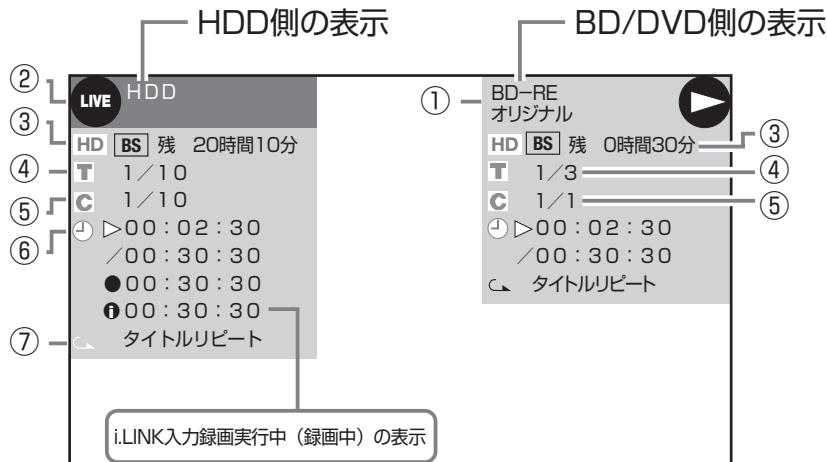 HDD側の表示
BD/DVD側の表示
②
LIVE
HDD
③
HD BS 残 20時間10分
④
T 1／10
⑤
C 1／10
⑥
▷00：02：30
／00：30：30
●00：30：30
i 00：30：30
⑦
タイトルリピート
i.LINK入力録画実行中（録画中）の表示
①
BD−RE
オリジナル
HD BS 残 0時間30分
③
T 1／3
④
C 1／1
⑤
▷00：02：30
／00：30：30
タイトルリピート